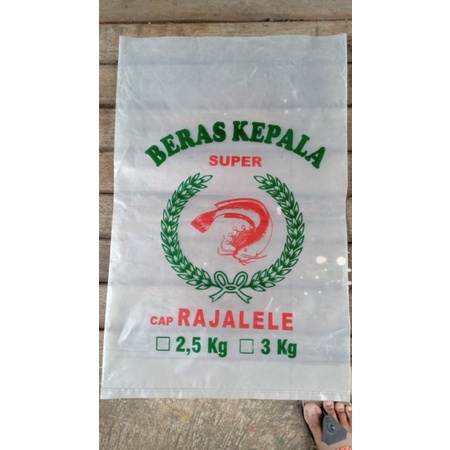 BERAS KEPALA
SUPER
CAP RAJALELE
2,5 Kg 3 Kg